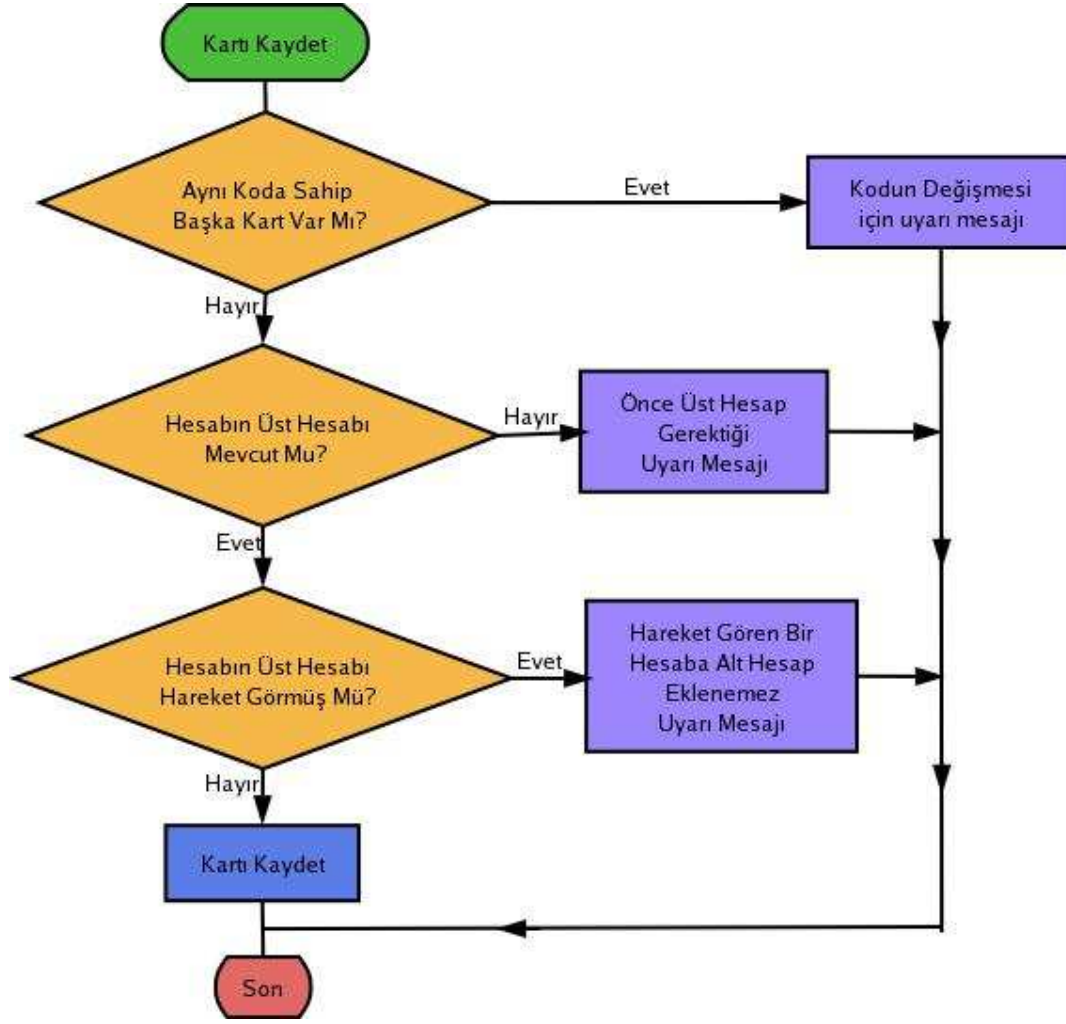 Kartı Kaydet
Aynı Koda Sahip
Başka Kart Var Mı?
Evet
Kodun Değişmesi
için uyarı mesajı
Hayır
Hesabın Üst Hesabı
Mevcut Mu?
Hayır
Önce Üst Hesap
Gerektiği
Uyarı Mesajı
Evet
Hesabın Üst Hesabı
Hareket Görmüş Mü?
Evet
Hareket Gören Bir
Hesaba Alt Hesap
Eklenemez
Uyarı Mesajı
Hayır
Kartı Kaydet
Son